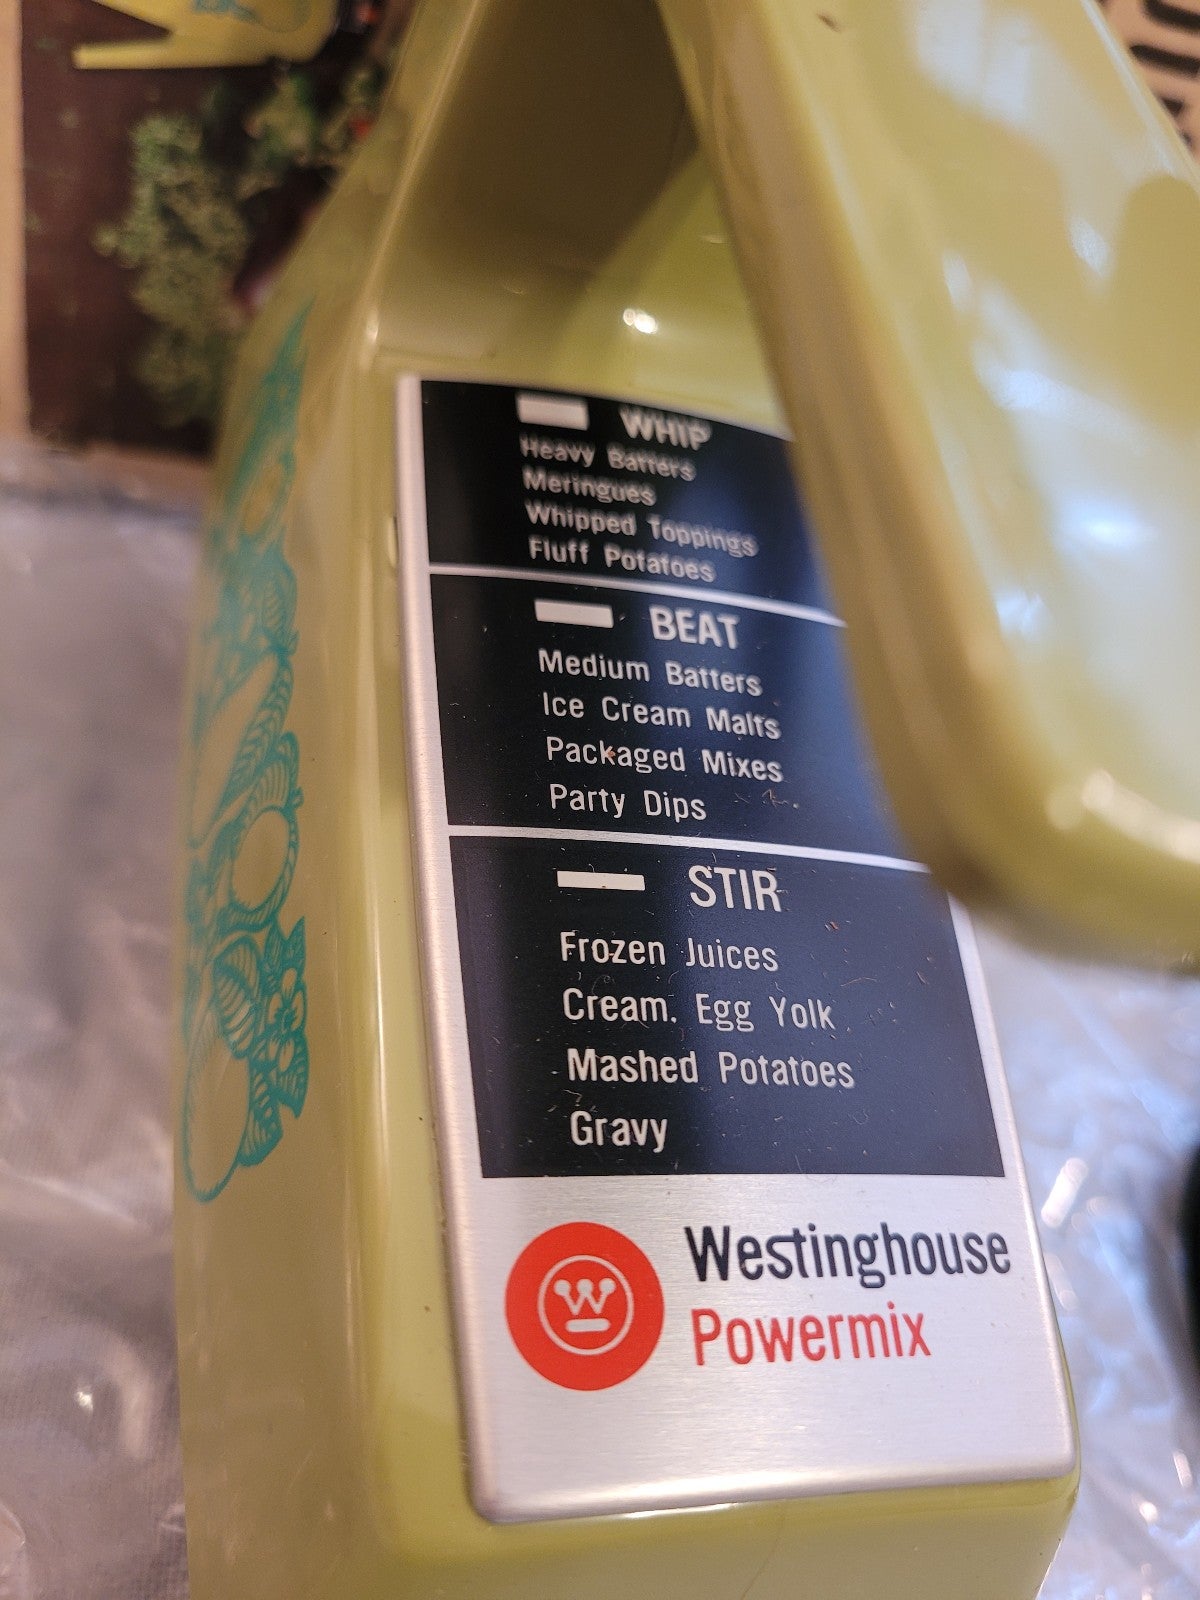 WHIP
Heavy Batters
Meringues
Whipped Toppings
Fluff Potatoes
BEAT
Medium Batters
Ice Cream Malts
Packaged Mixes
Party Dips
STIR
Frozen Juices
Cream. Egg Yolk
Mashed Potatoes
Gravy
W
Westinghouse
Powermix